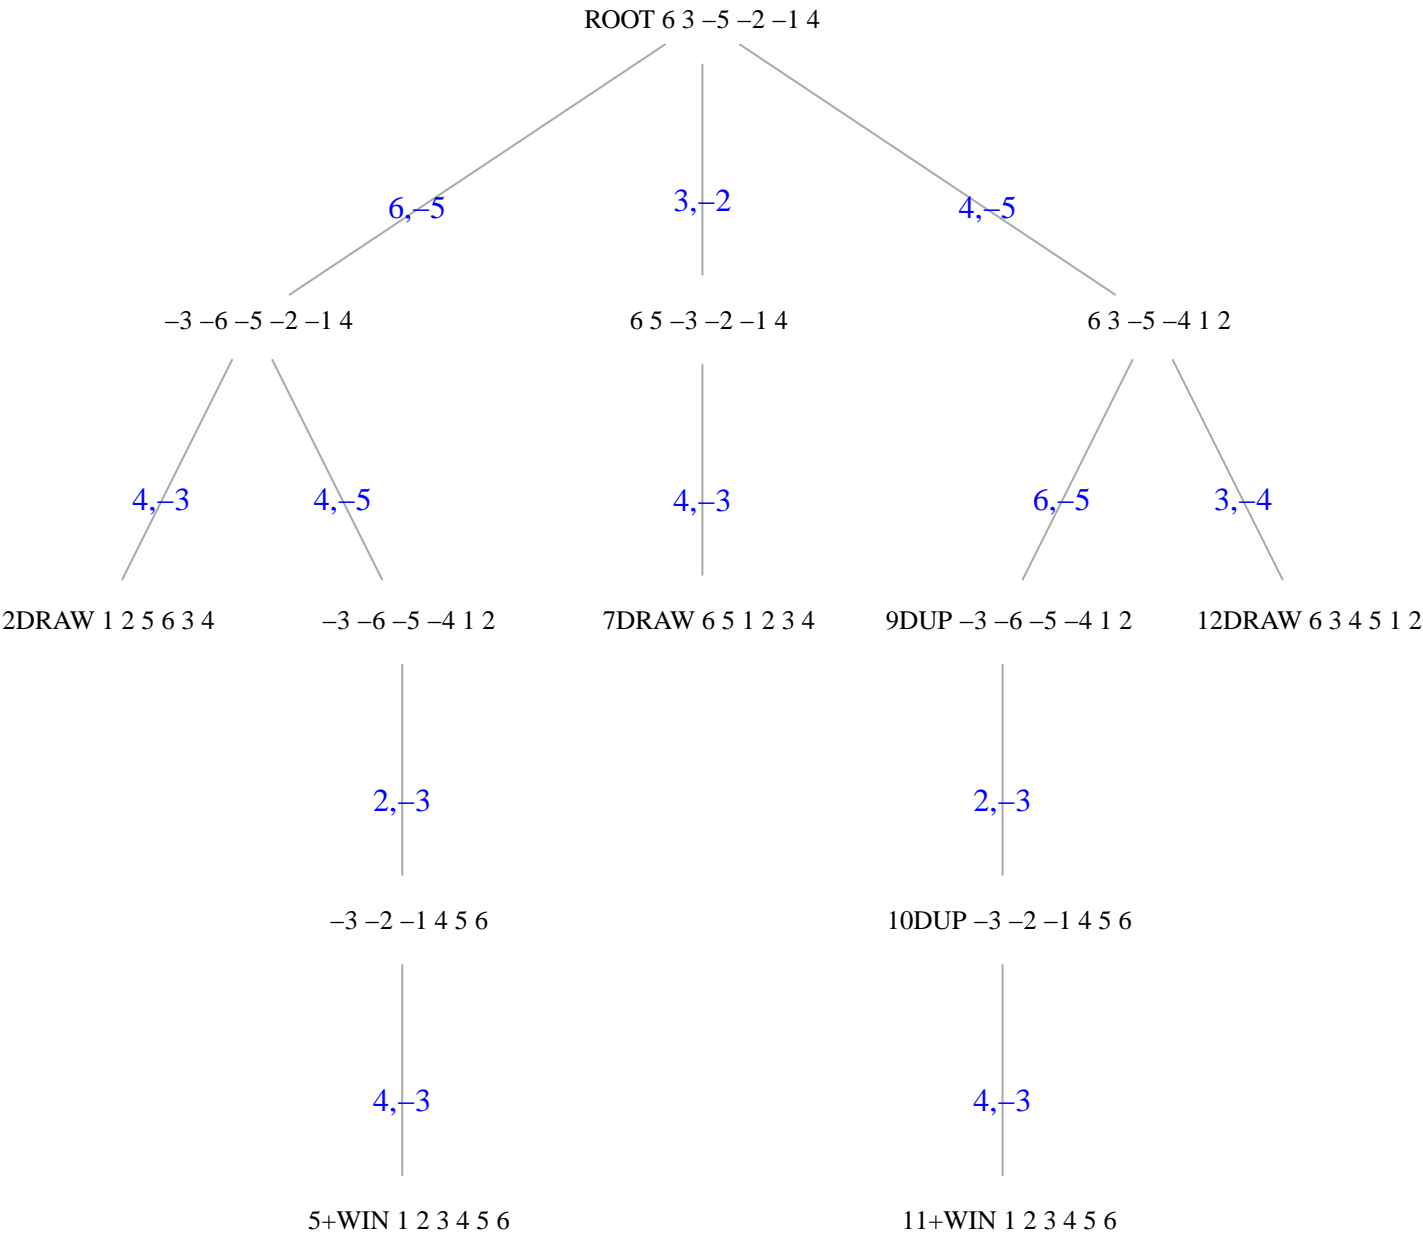 ROOT 6 3 –5 –2 –1 4
6,–5
3,–2
4,–5
–3 –6 –5 –2 –1 4
6 5 –3 –2 –1 4
6 3 –5 –4 1 2
4,–3
4,–5
4,–3
6,–5
3,–4
2DRAW 1 2 5 6 3 4
–3 –6 –5 –4 1 2
7DRAW 6 5 1 2 3 4
9DUP –3 –6 –5 –4 1 2
12DRAW 6 3 4 5 1 2
2,–3
2,–3
–3 –2 –1 4 5 6
10DUP –3 –2 –1 4 5 6
4,–3
4,–3
5+WIN 1 2 3 4 5 6
11+WIN 1 2 3 4 5 6